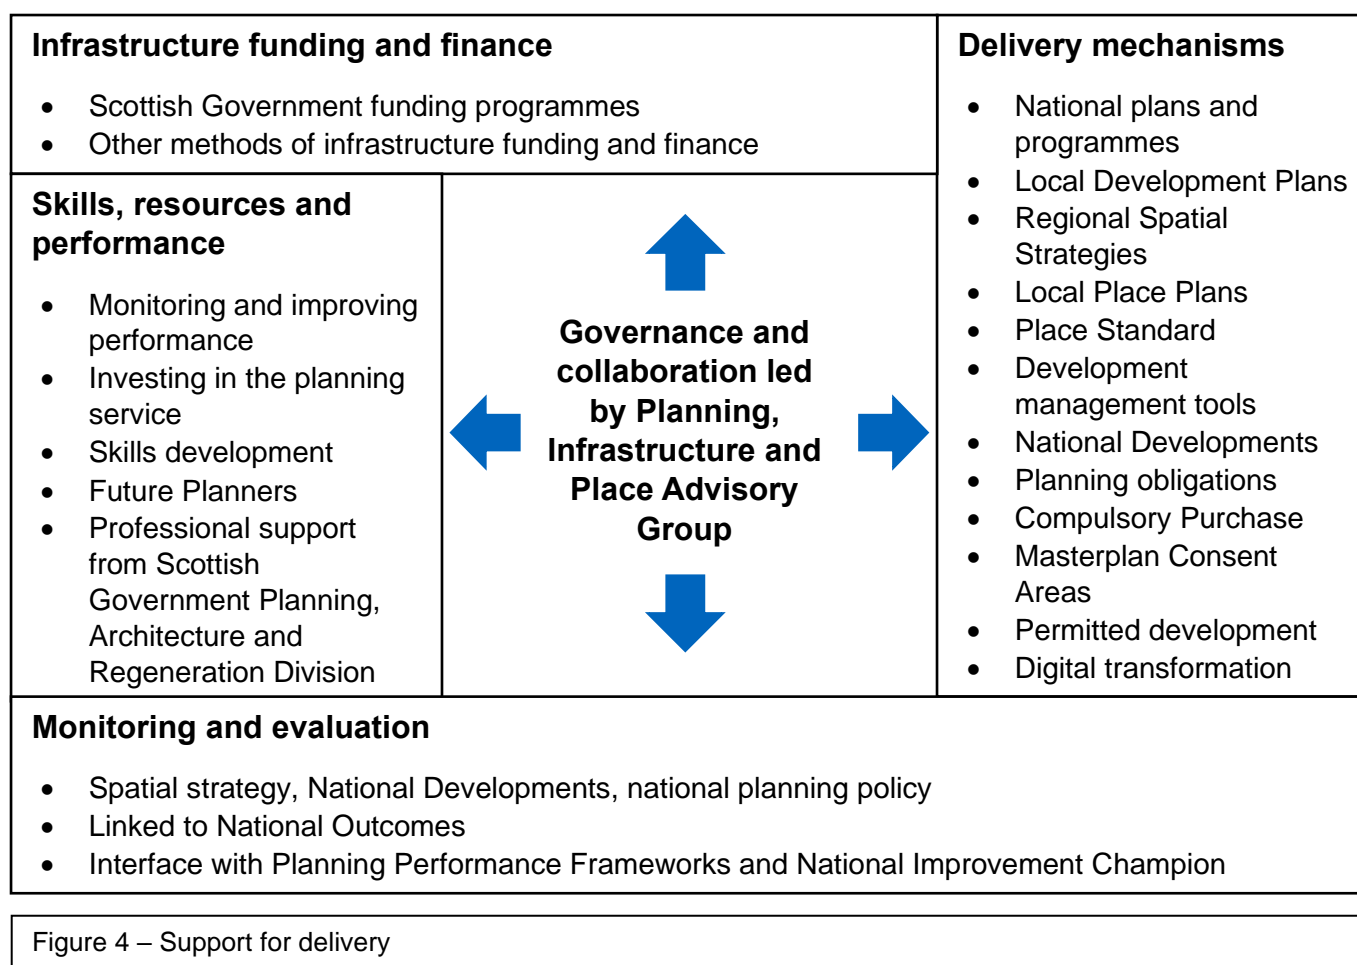 Infrastructure funding and finance
• Scottish Government funding programmes
• Other methods of infrastructure funding and finance
Skills, resources and
performance
• Monitoring and improving
performance
• Investing in the planning
service
• Skills development
• Future Planners
• Professional support
from Scottish
Government Planning,
Architecture and
Regeneration Division
Governance and
collaboration led
by Planning,
Infrastructure and
Place Advisory
Group
Delivery mechanisms
• National plans and
programmes
• Local Development Plans
• Regional Spatial
Strategies
• Local Place Plans
• Place Standard
• Development
management tools
• National Developments
• Planning obligations
• Compulsory Purchase
• Masterplan Consent
Areas
• Permitted development
• Digital transformation
Monitoring and evaluation
• Spatial strategy, National Developments, national planning policy
• Linked to National Outcomes
• Interface with Planning Performance Frameworks and National Improvement Champion
Figure 4 – Support for delivery